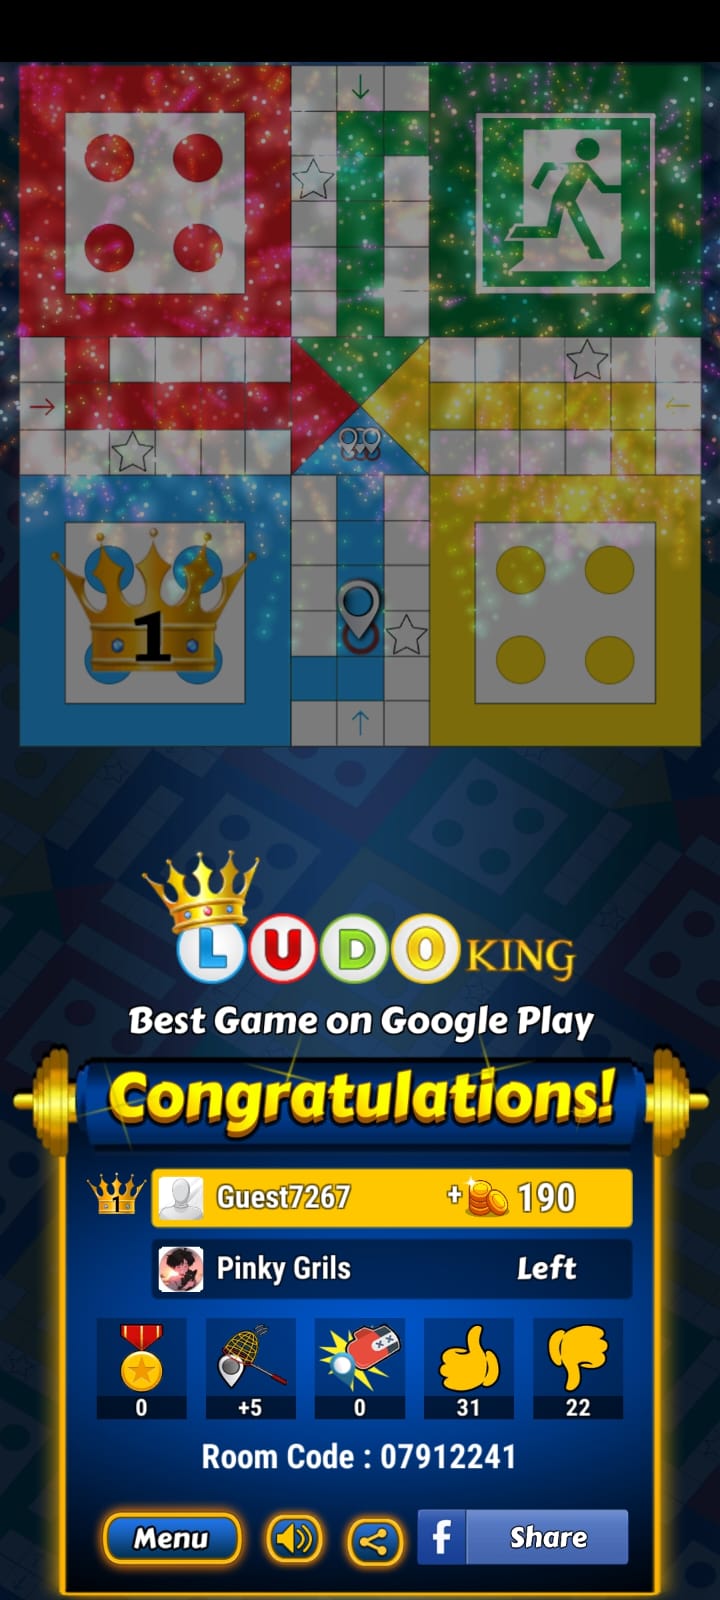 1
LUDO KING
Best Game on Google Play
Congratulations!
1 Guest7267 + 190
Pinky Grils Left
0 +5 0 31 22
Room Code : 07912241
Menu f Share